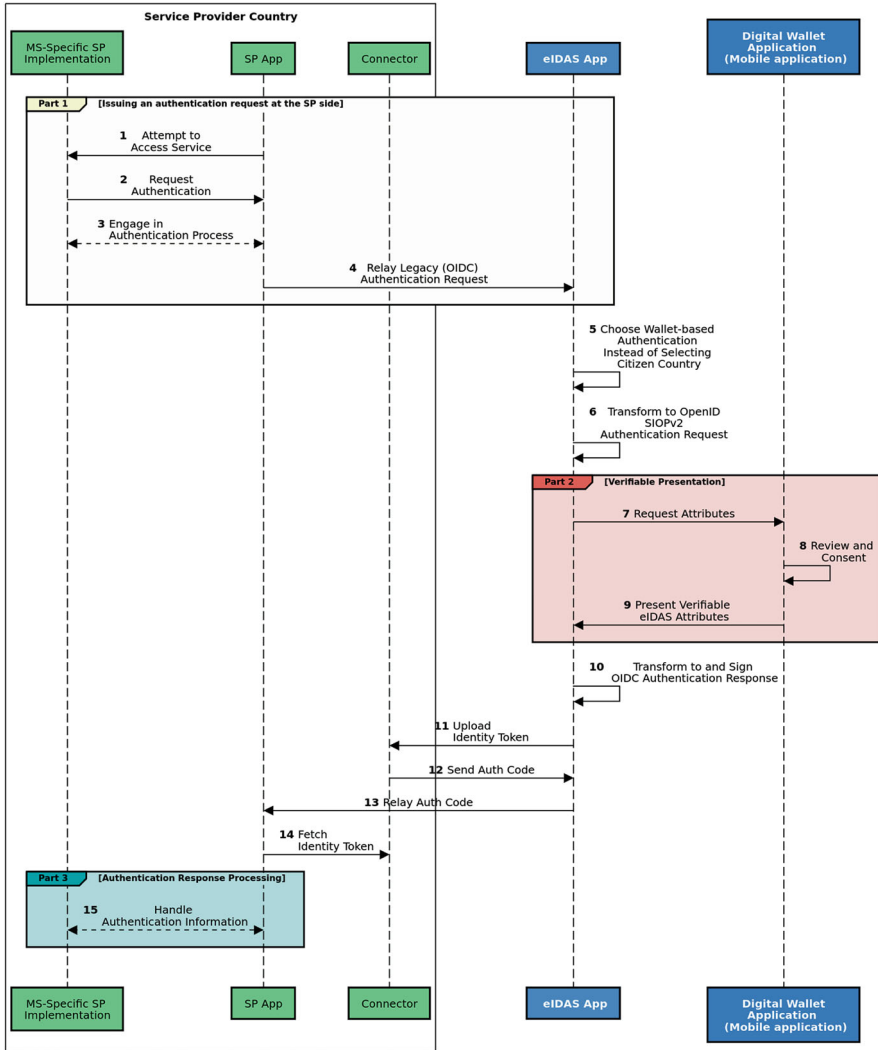 Service Provider Country
MS-Specific SP
Implementation
SP App
Connector
eIDAS App
Digital Wallet
Application
(Mobile application)
Part 1
[Issuing an authentication request at the SP side]
1 Attempt to
Access Service
2 Request
Authentication
3 Engage in
Authentication Process
4 Relay Legacy (OIDC)
Authentication Request
5 Choose Wallet-based
Authentication
Instead of Selecting
Citizen Country
6 Transform to OpenID
SIOPv2
Authentication Request
Part 2
[Verifiable Presentation]
7 Request Attributes
8 Review and
Consent
9 Present Verifiable
eIDAS Attributes
10 Transform to and Sign
OIDC Authentication Response
11 Upload
Identity Token
12 Send Auth Code
13 Relay Auth Code
14 Fetch
Identity Token
Part 3
[Authentication Response Processing]
15 Handle
Authentication Information
MS-Specific SP
Implementation
SP App
Connector
eIDAS App
Digital Wallet
Application
(Mobile application)